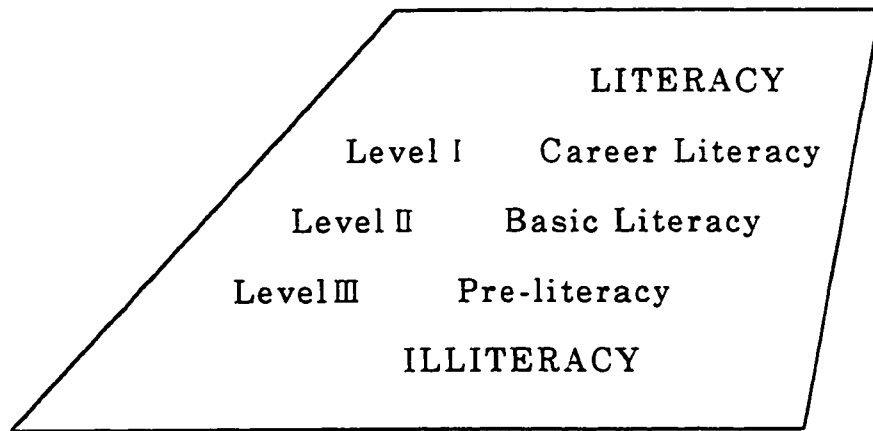 LITERACY
Level Ⅰ Career Literacy
Level Ⅱ Basic Literacy
Level Ⅲ Pre-literacy
ILLITERACY